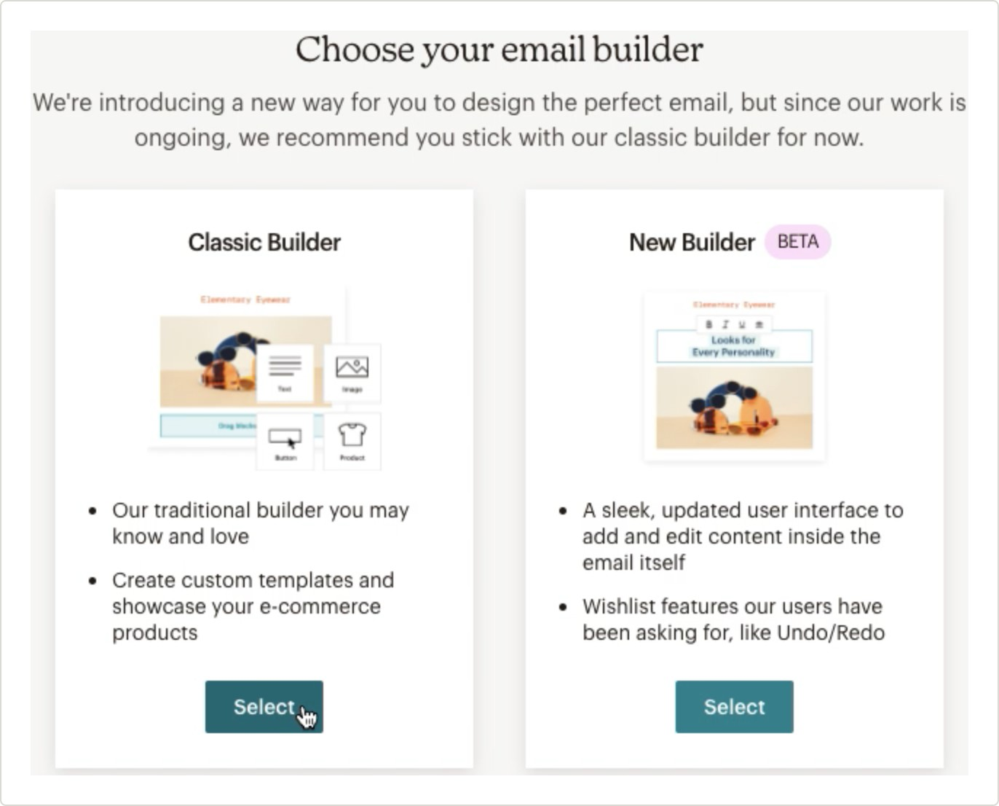 Choose your email builder
We're introducing a new way for you to design the perfect email, but since our work is
ongoing, we recommend you stick with our classic builder for now.
Classic Builder
Elementary Eyewear
Text
Image
Drag blocks
Button
Product
Our traditional builder you may
know and love
Create custom templates and
showcase your e-commerce
products
Select
New Builder BETA
Elementary Eyewear
B I U
Looks for
Every Personality
A sleek, updated user interface to
add and edit content inside the
email itself
Wishlist features our users have
been asking for, like Undo/Redo
Select